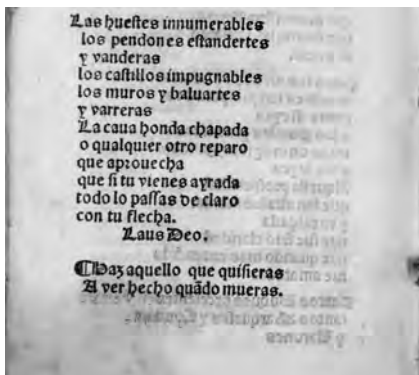 Las hueſtes innumerables
los pendones eſtandertes
y vanderas
los caſtillos impugnables
los muros y baluartes
y varreras
La caua honda chapada
o qualquier otro reparo
que aprouecha
que ſi tu vienes ayrada
todo lo paſſas de claro
con tu flecha.
Laus Deo.
¶Haz aquello que quiſieras
A ver hecho quãdo mueras.